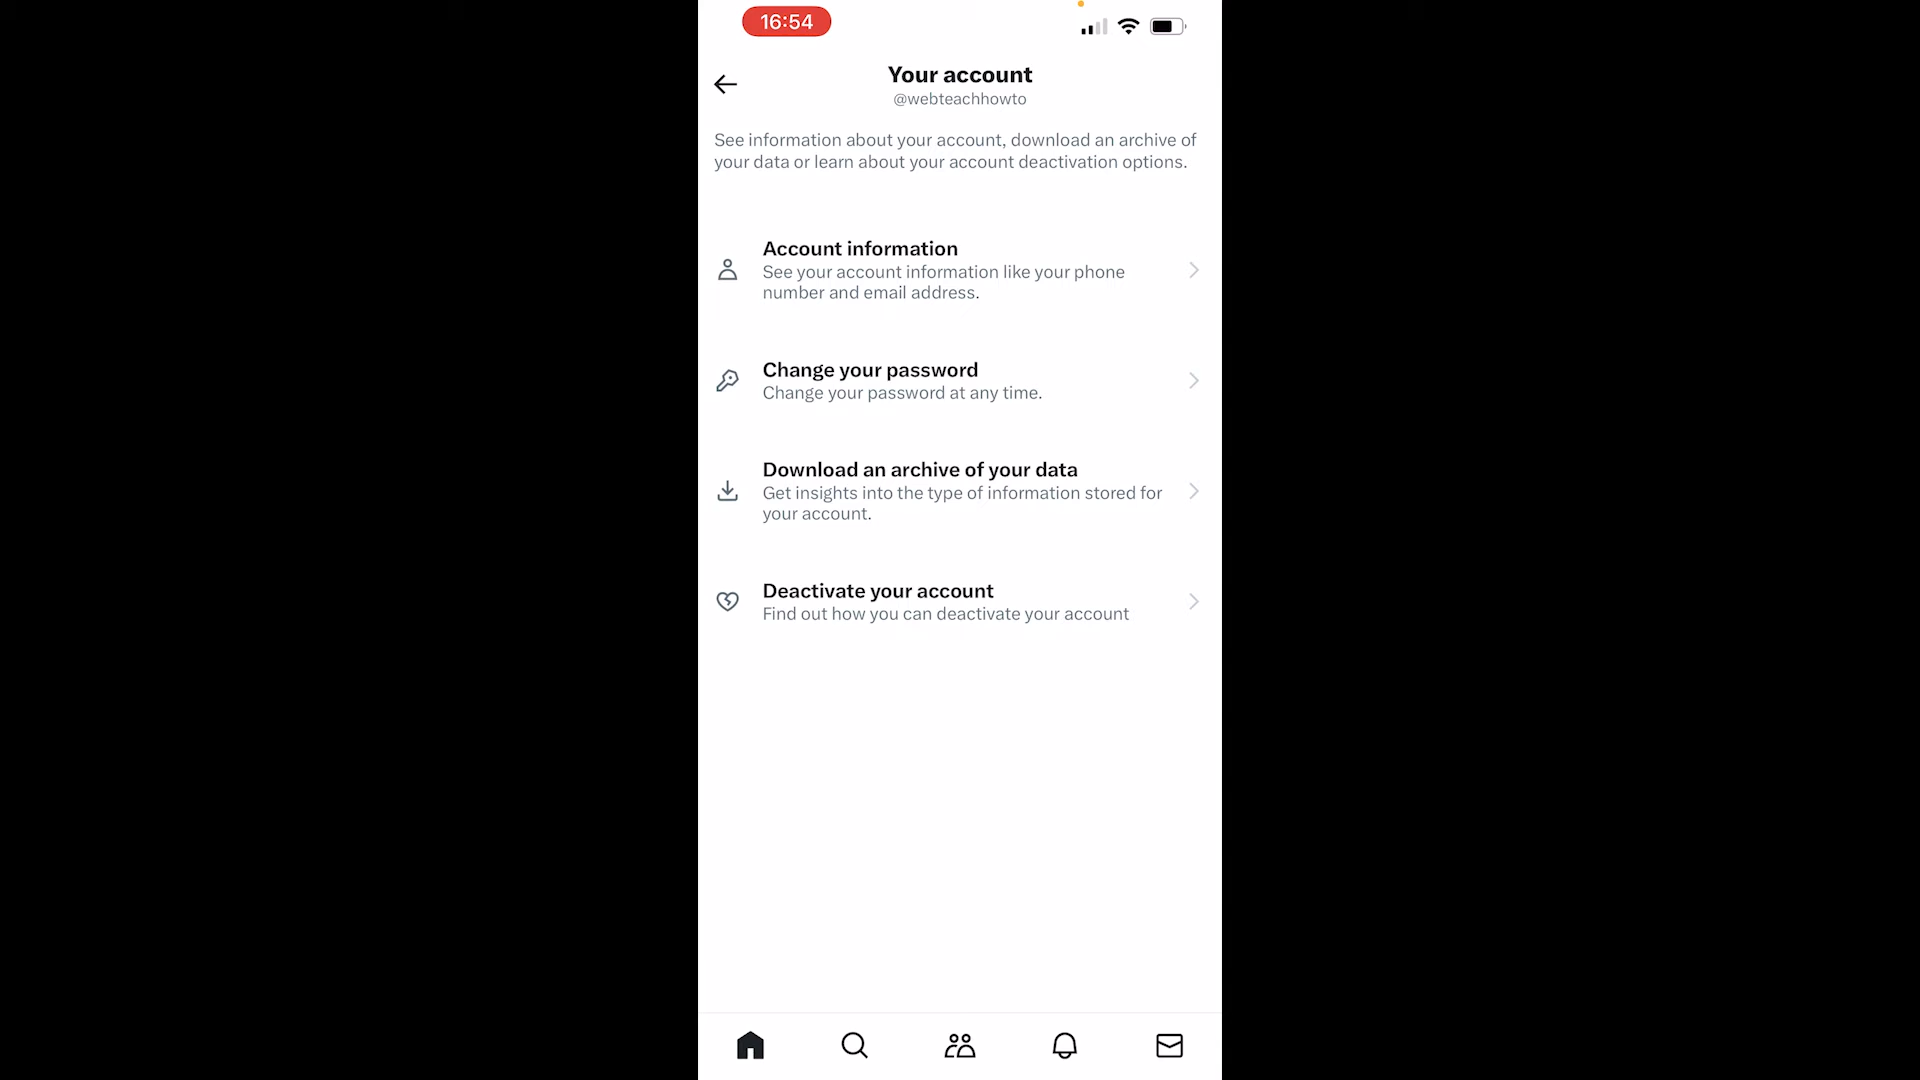 16:54
Your account
@webteachhowto
See information about your account, download an archive of
your data or learn about your account deactivation options.
Account information
See your account information like your phone
number and email address.
Change your password
Change your password at any time.
Download an archive of your data
Get insights into the type of information stored for
your account.
Deactivate your account
Find out how you can deactivate your account